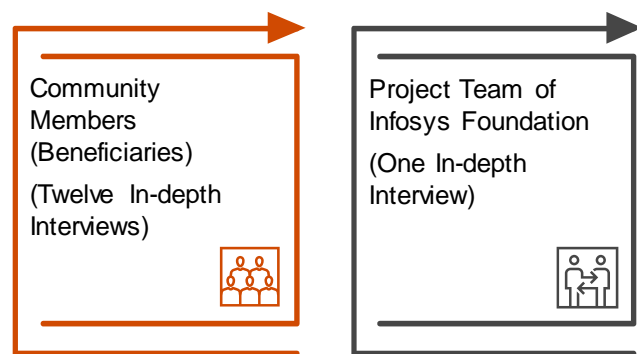 Community
Members
(Beneficiaries)
(Twelve In-depth
Interviews)
Project Team of
Infosys Foundation
(One In-depth
Interview)